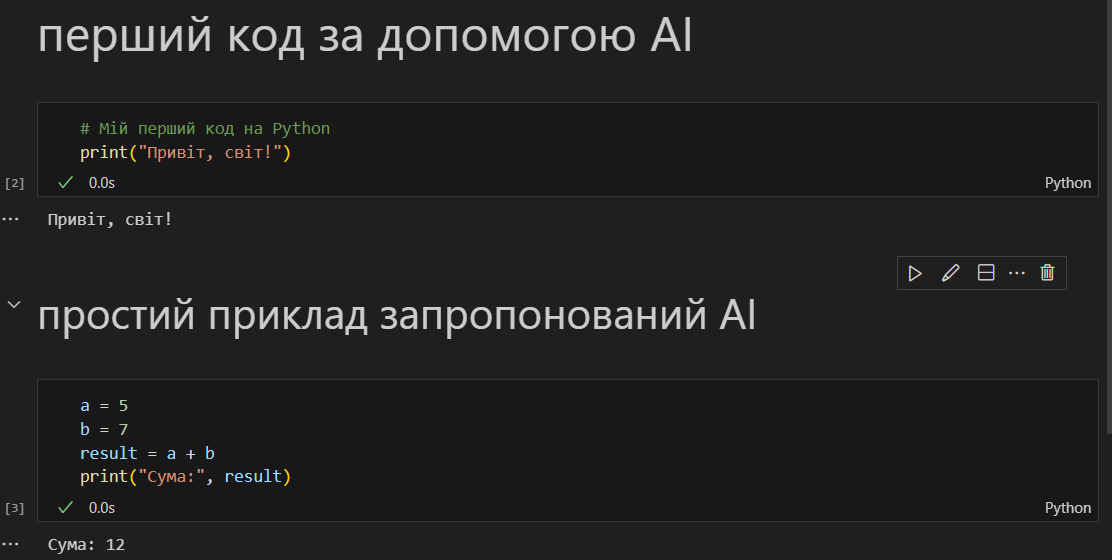 перший код за допомогою AI
# Мій перший код на Python
print("Привіт, світ!")
[2]
0.0s
Python
Привіт, світ!
простий приклад запропонований AI
a = 5
b = 7
result = a + b
print("Сума:", result)
[3]
0.0s
Python
Сума: 12